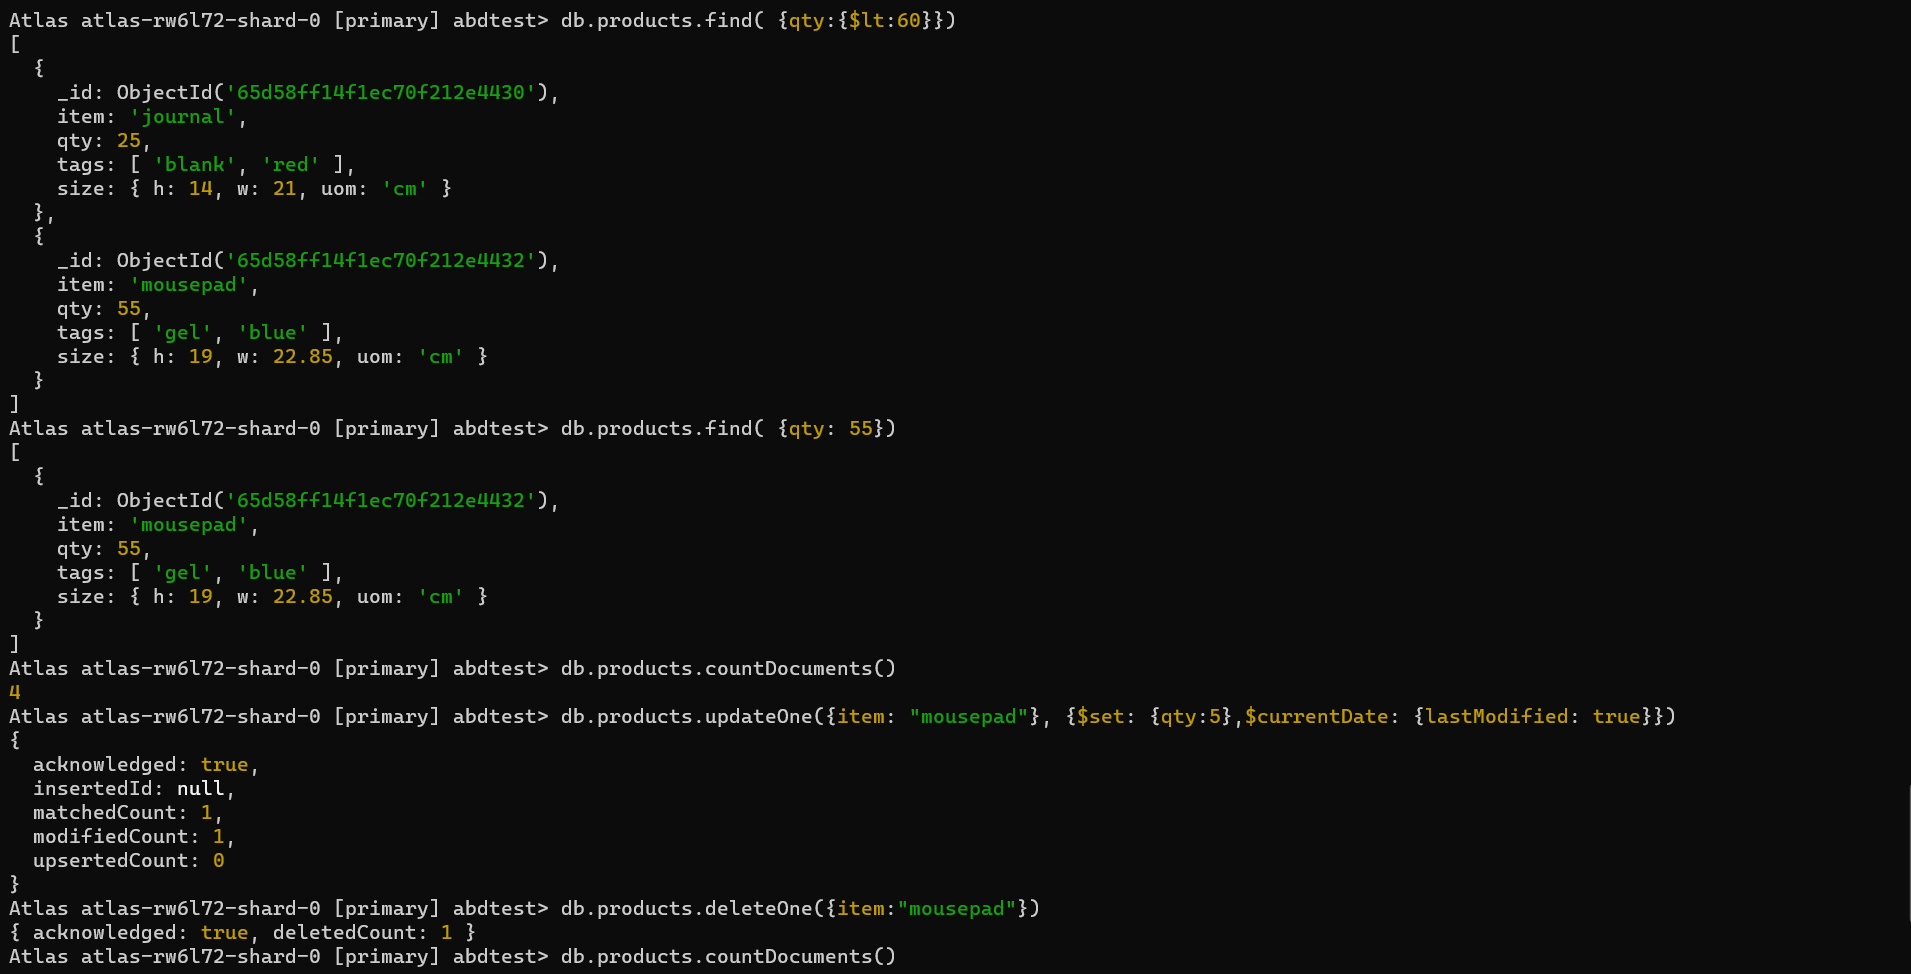 Atlas atlas-rw6l72-shard-0 [primary] abdtest> db.products.find( {qty:{$lt:60}})
[
  {
    _id: ObjectId('65d58ff14f1ec70f212e4430'),
    item: 'journal',
    qty: 25,
    tags: [ 'blank', 'red' ],
    size: { h: 14, w: 21, uom: 'cm' }
  },
  {
    _id: ObjectId('65d58ff14f1ec70f212e4432'),
    item: 'mousepad',
    qty: 55,
    tags: [ 'gel', 'blue' ],
    size: { h: 19, w: 22.85, uom: 'cm' }
  }
]
Atlas atlas-rw6l72-shard-0 [primary] abdtest> db.products.find( {qty: 55})
[
  {
    _id: ObjectId('65d58ff14f1ec70f212e4432'),
    item: 'mousepad',
    qty: 55,
    tags: [ 'gel', 'blue' ],
    size: { h: 19, w: 22.85, uom: 'cm' }
  }
]
Atlas atlas-rw6l72-shard-0 [primary] abdtest> db.products.countDocuments()
4
Atlas atlas-rw6l72-shard-0 [primary] abdtest> db.products.updateOne({item: "mousepad"}, {$set: {qty:5},$currentDate: {lastModified: true}})
{
  acknowledged: true,
  insertedId: null,
  matchedCount: 1,
  modifiedCount: 1,
  upsertedCount: 0
}
Atlas atlas-rw6l72-shard-0 [primary] abdtest> db.products.deleteOne({item:"mousepad"})
{ acknowledged: true, deletedCount: 1 }
Atlas atlas-rw6l72-shard-0 [primary] abdtest> db.products.countDocuments()